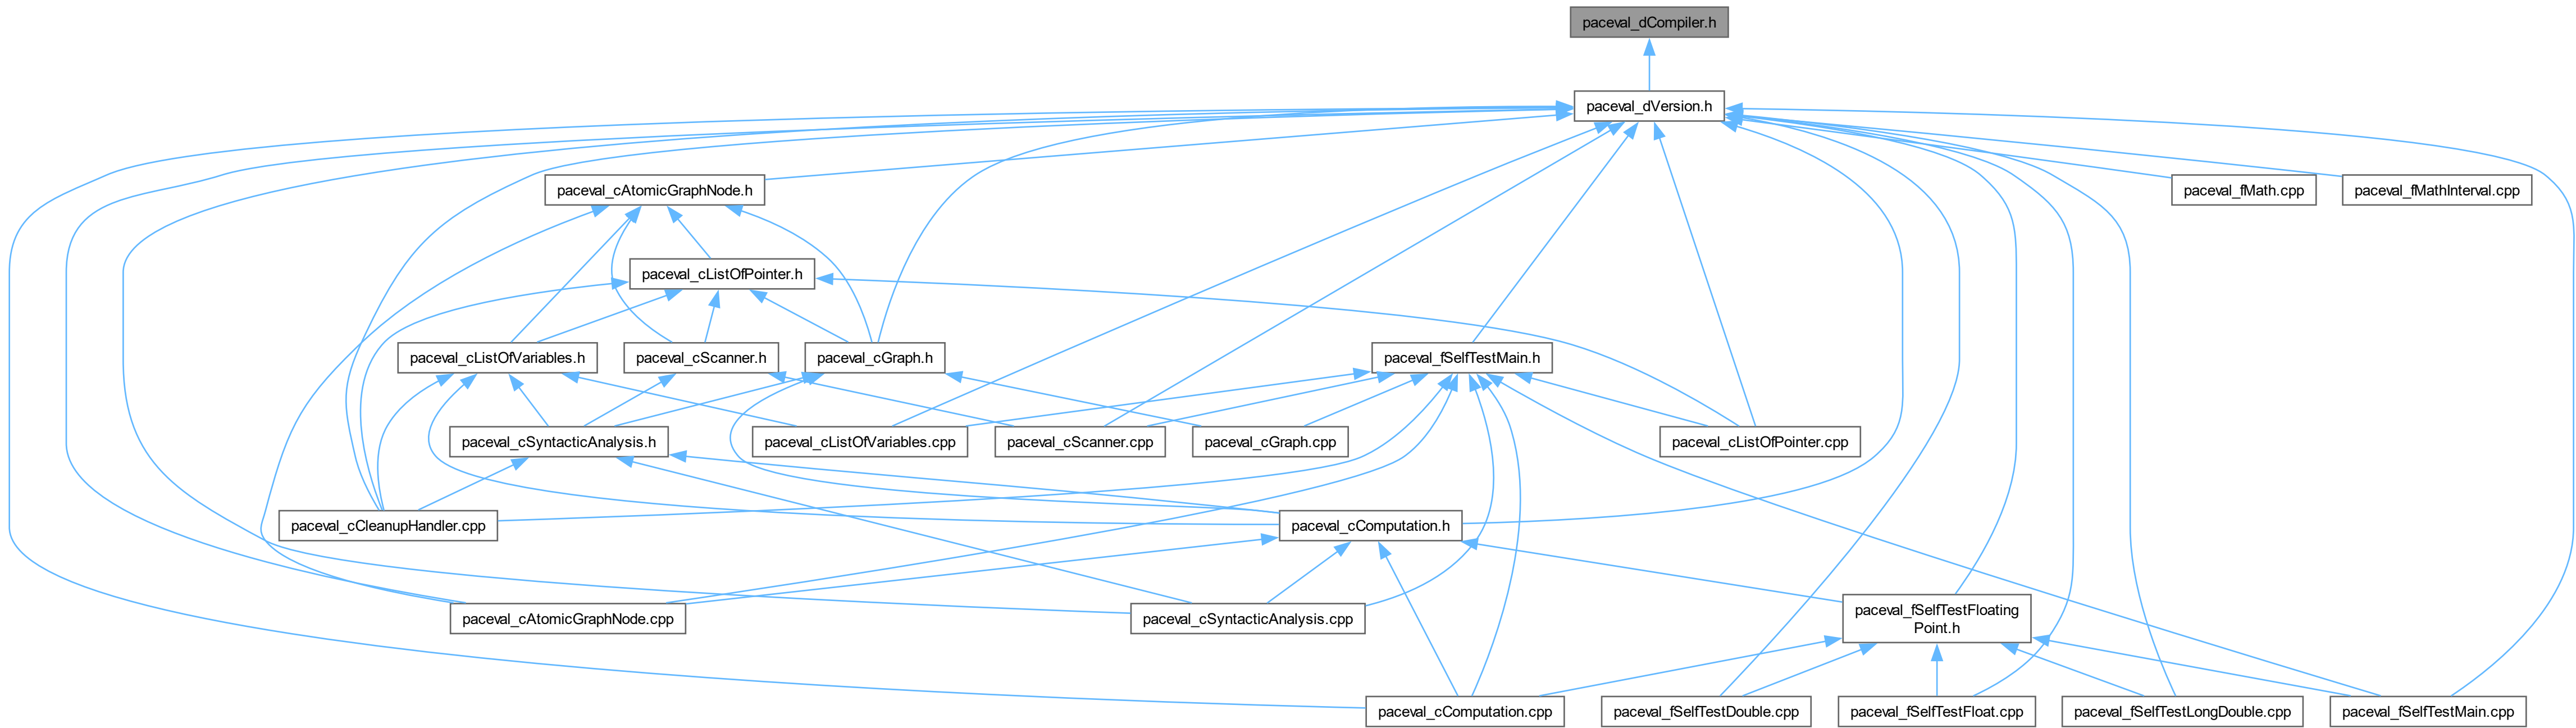 paceval_dCompiler.h
paceval_dVersion.h
paceval_cAtomicGraphNode.h
paceval_fMath.cpp
paceval_fMathInterval.cpp
paceval_cListOfPointer.h
paceval_cListOfVariables.h
paceval_cScanner.h
paceval_cGraph.h
paceval_fSelfTestMain.h
paceval_cSyntacticAnalysis.h
paceval_cListOfVariables.cpp
paceval_cScanner.cpp
paceval_cGraph.cpp
paceval_cListOfPointer.cpp
paceval_cCleanupHandler.cpp
paceval_cComputation.h
paceval_cAtomicGraphNode.cpp
paceval_cSyntacticAnalysis.cpp
paceval_fSelfTestFloating
Point.h
paceval_cComputation.cpp
paceval_fSelfTestDouble.cpp
paceval_fSelfTestFloat.cpp
paceval_fSelfTestLongDouble.cpp
paceval_fSelfTestMain.cpp